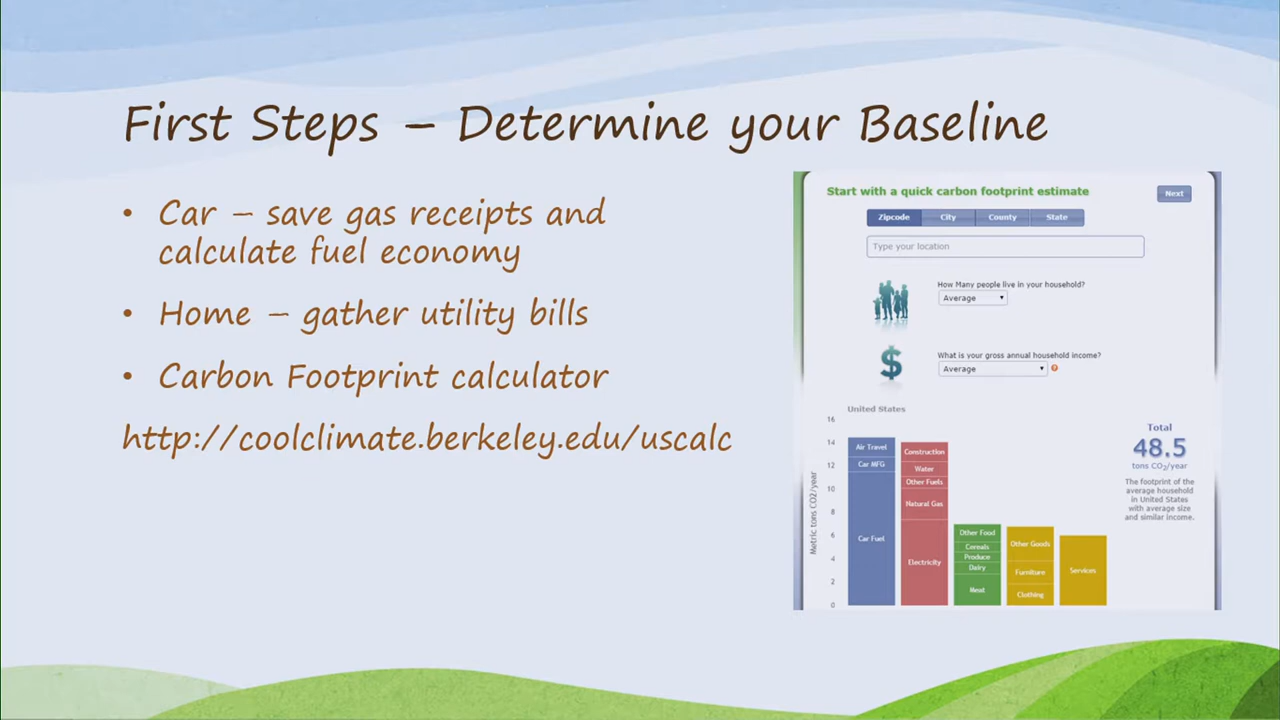 First Steps – Determine your Baseline
• Car – save gas receipts and
calculate fuel economy
• Home – gather utility bills
• Carbon Footprint calculator
http://coolclimate.berkeley.edu/uscalc
Start with a quick carbon footprint estimate
Next
Zipcode City County State
Type your location
How Many people live in your household?
Average
$
What is your gross annual household income?
Average
United States
Metric tons CO2/year
16
14
12
10
8
6
4
2
0
Air Travel
Car MFG
Car Fuel
Construction
Water
Other Fuels
Natural Gas
Electricity
Other Food
Cereals
Produce
Dairy
Meat
Other Goods
Furniture
Clothing
Services
Total
48.5
tons CO2/year
The footprint of the
average household
in United States
with average size
and similar income.